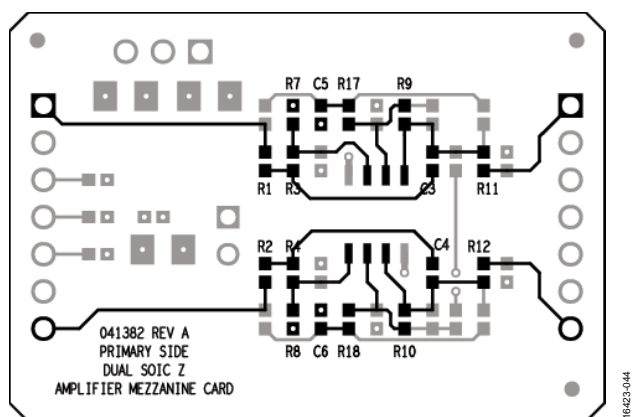 R7 C5 R17 R9
R1 R3 C3 R11
R2 R4 C4 R12
R8 C6 R18 R10
041382 REV A
PRIMARY SIDE
DUAL SOIC Z
AMPLIFIER MEZZANINE CARD
16423-044